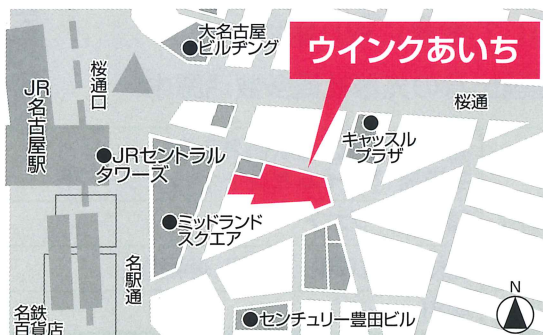 大名古屋
ビルヂング
ウインクあいち
桜通口
JR名古屋駅
桜通
キャッスル
プラザ
JRセントラル
タワーズ
ミッドランド
スクエア
名駅通
名鉄
百貨店
センチュリー豊田ビル
N